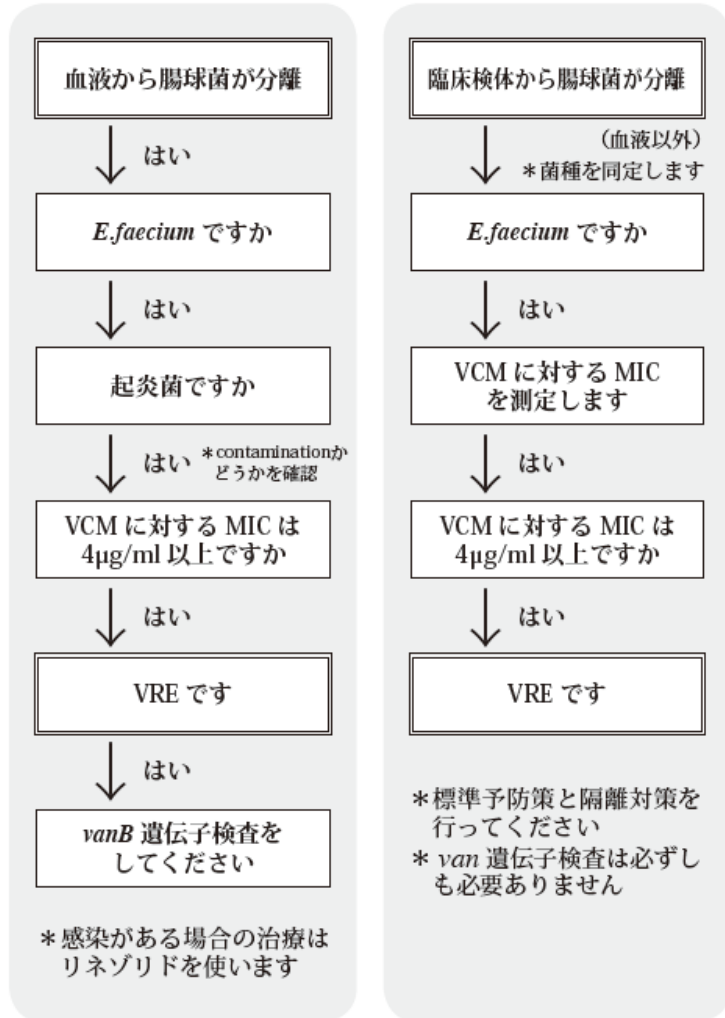 血液から腸球菌が分離
はい
E.faecium ですか
はい
起炎菌ですか
はい
＊contaminationか
どうかを確認
VCM に対する MIC は
4μg/ml 以上ですか
はい
VRE です
はい
vanB 遺伝子検査を
してください
＊感染がある場合の治療は
リネゾリドを使います
臨床検体から腸球菌が分離
（血液以外）
＊菌種を同定します
E.faecium ですか
はい
VCM に対する MIC
を測定します
はい
VCM に対する MIC は
4μg/ml 以上ですか
はい
VRE です
＊標準予防策と隔離対策を
行ってください
＊ van 遺伝子検査は必ずし
も必要ありません